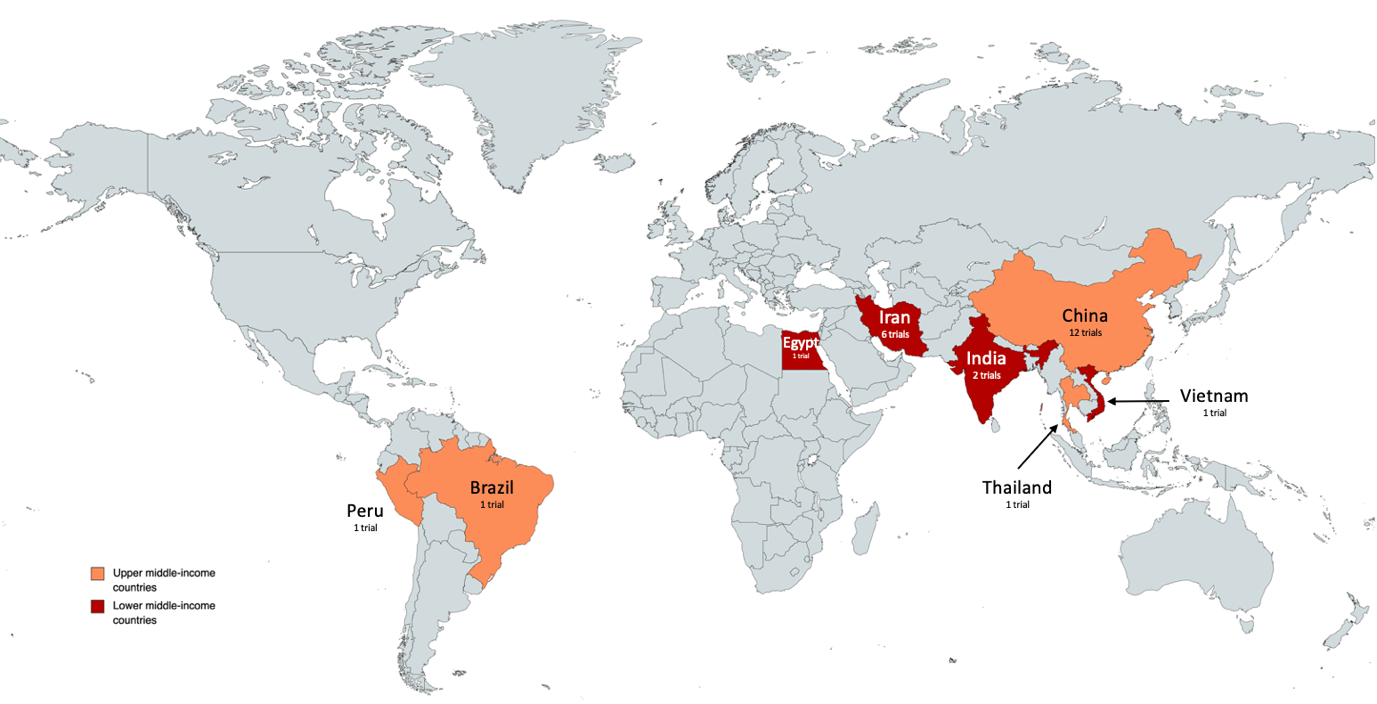 China
12 trials
Iran
6 trials
Egypt
1 trial
India
2 trials
Vietnam
1 trial
Thailand
1 trial
Brazil
1 trial
Peru
1 trial
Upper middle-income
countries
Lower middle-income
countries